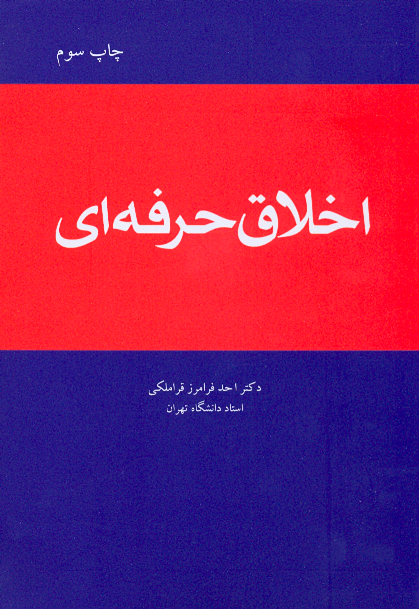 چاپ سوم
اخلاق حرفه‌ای
دکتر احد فرامرز قراملکی
استاد دانشگاه تهران